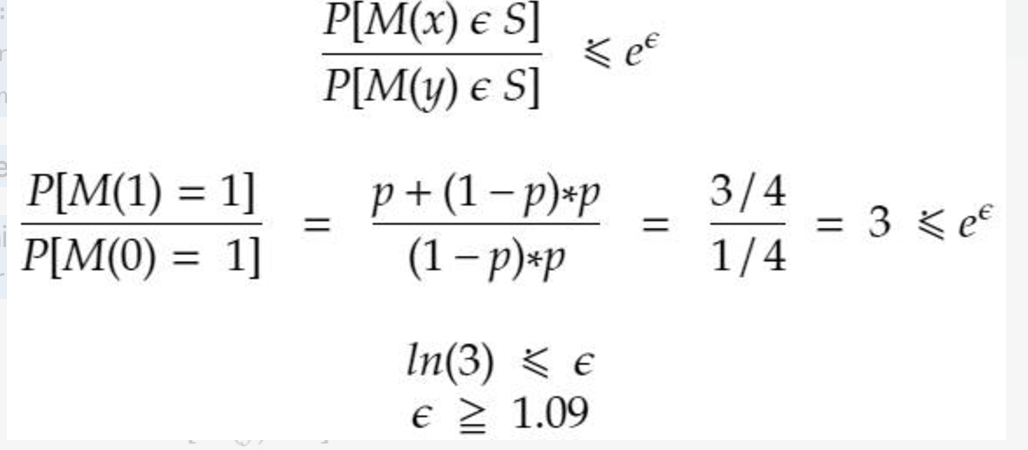 P[M(x) ϵ S] / P[M(y) ϵ S] ⩽ e^ϵ
P[M(1) = 1] / P[M(0) = 1] = p + (1 − p)*p / (1 − p)*p = 3/4 / 1/4 = 3 ⩽ e^ϵ
ln(3) ⩽ ϵ
ϵ ≧ 1.09